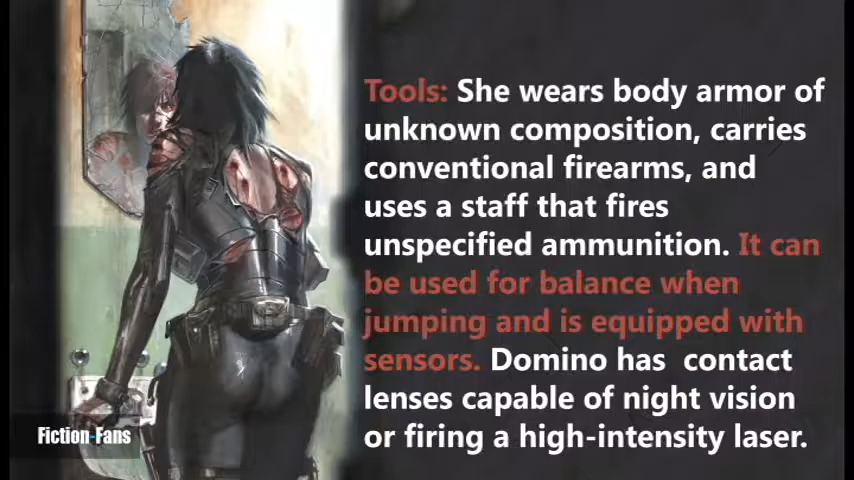 Tools: She wears body armor of
unknown composition, carries
conventional firearms, and
uses a staff that fires
unspecified ammunition. It can
be used for balance when
jumping and is equipped with
sensors. Domino has contact
lenses capable of night vision
or firing a high-intensity laser.
Fiction-Fans